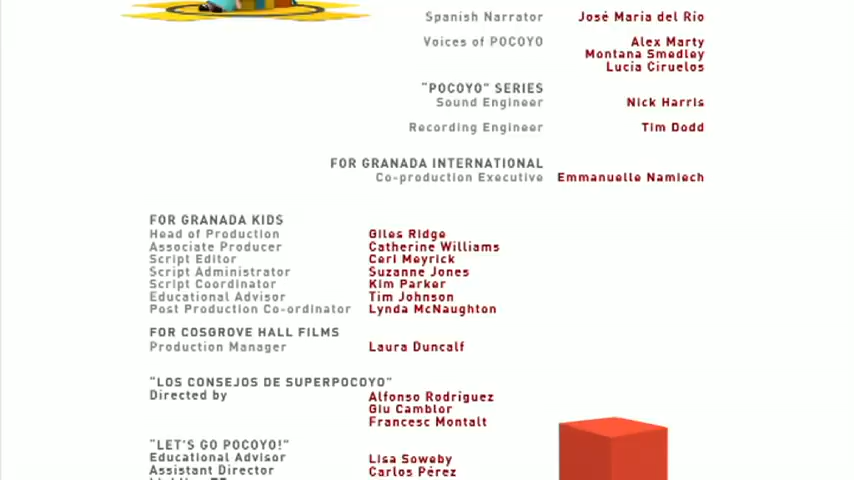 Spanish Narrator José María del Río
Voices of POCOYO Alex Marty
Montana Smedley
Lucía Ciruelos
"POCOYO" SERIES
Sound Engineer Nick Harris
Recording Engineer Tim Dodd
FOR GRANADA INTERNATIONAL
Co-production Executive Emmanuelle Namiech
FOR GRANADA KIDS
Head of Production Giles Ridge
Associate Producer Catherine Williams
Script Editor Ceri Meyrick
Script Administrator Suzanne Jones
Script Coordinator Kim Parker
Educational Advisor Tim Johnson
Post Production Co-ordinator Lynda McNaughton
FOR COSGROVE HALL FILMS
Production Manager Laura Duncalf
"LOS CONSEJOS DE SUPERPOCOYO"
Directed by Alfonso Rodríguez
Giu Camblor
Francesc Montalt
"LET'S GO POCOYO!"
Educational Advisor Lisa Soweby
Assistant Director Carlos Pérez